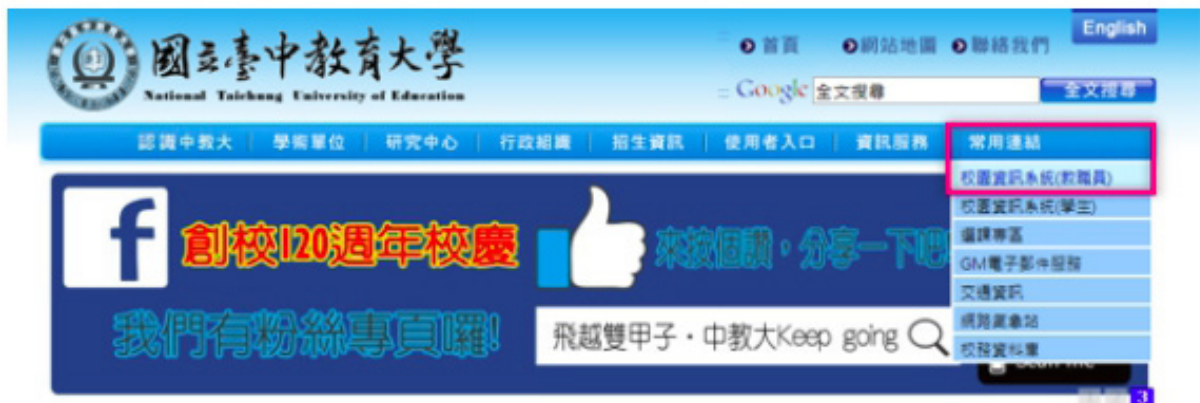 English
國立臺中教育大學
National Taichung University of Education
首頁 網站地圖 聯絡我們
Google 全文搜尋 全文搜尋
認識中教大 學術單位 研究中心 行政組織 招生資訊 使用者入口 資訊服務 常用連結
校園資訊系統(教職員)
校園資訊系統(學生)
選課專區
GM電子郵件服務
交通資訊
網路氣象站
校務資料庫
f 創校120週年校慶
來按個讚,分享一下吧
我們有粉絲專頁囉!
飛越雙甲子・中教大Keep going
3